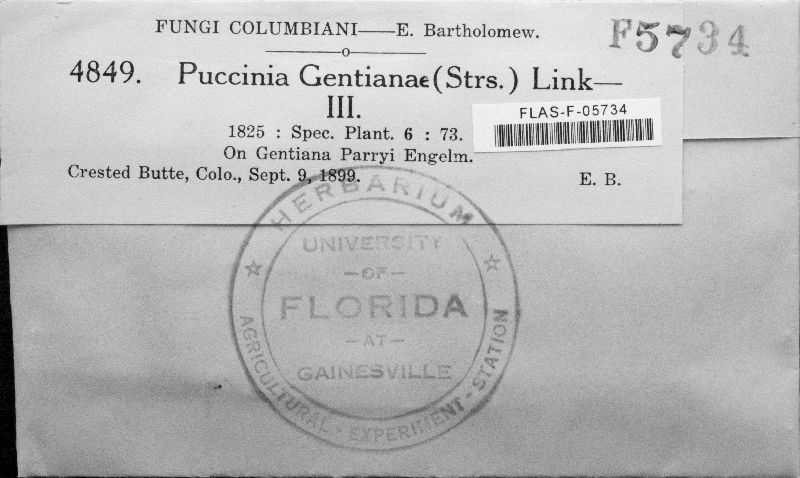 FUNGI COLUMBIANI——E. Bartholomew.
F5734
4849. Puccinia Gentianae (Strs.) Link—
III.
FLAS-F-05734
1825 : Spec. Plant. 6 : 73.
On Gentiana Parryi Engelm.
Crested Butte, Colo., Sept. 9, 1899. E. B.
HERBARIUM
UNIVERSITY
—OF—
FLORIDA
—AT—
GAINESVILLE
AGRICULTURAL - EXPERIMENT - STATION